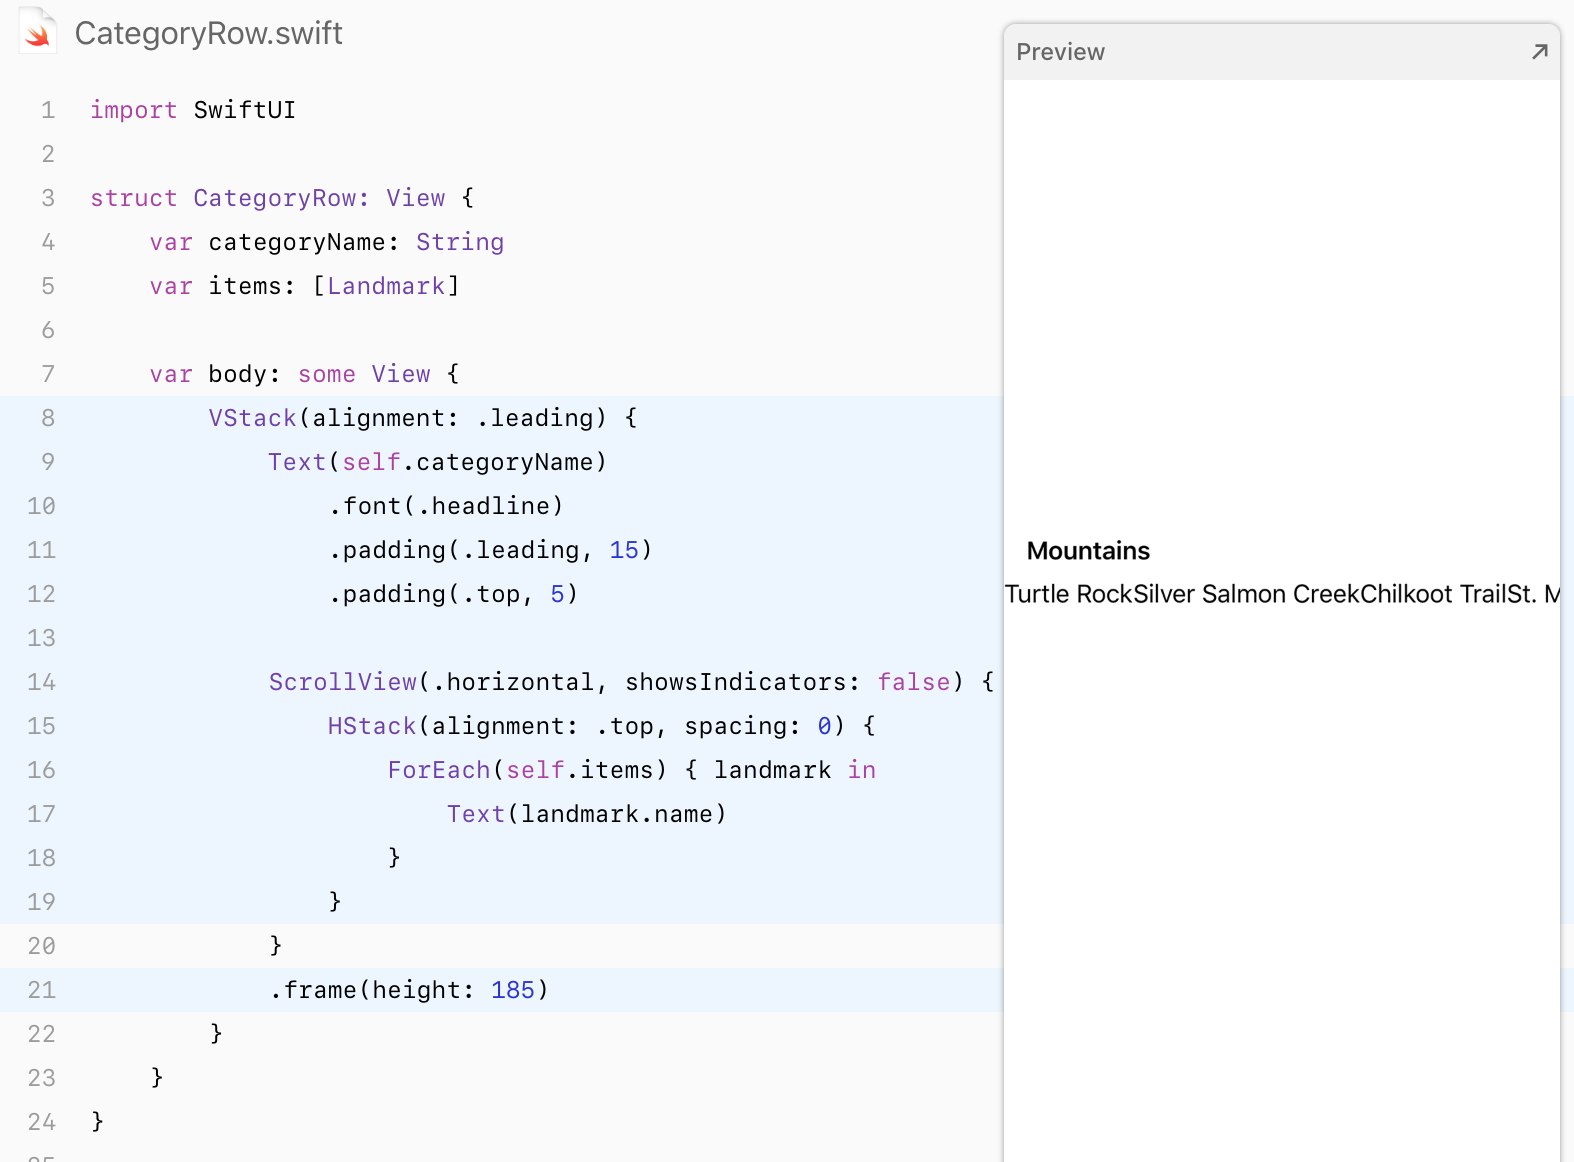 CategoryRow.swift
1 import SwiftUI
2
3 struct CategoryRow: View {
4     var categoryName: String
5     var items: [Landmark]
6
7     var body: some View {
8         VStack(alignment: .leading) {
9             Text(self.categoryName)
10                 .font(.headline)
11                 .padding(.leading, 15)
12                 .padding(.top, 5)
13
14             ScrollView(.horizontal, showsIndicators: false) {
15                 HStack(alignment: .top, spacing: 0) {
16                     ForEach(self.items) { landmark in
17                         Text(landmark.name)
18                     }
19                 }
20             }
21             .frame(height: 185)
22         }
23     }
24 }
Preview
Mountains
Turtle RockSilver Salmon CreekChilkoot TrailSt. M